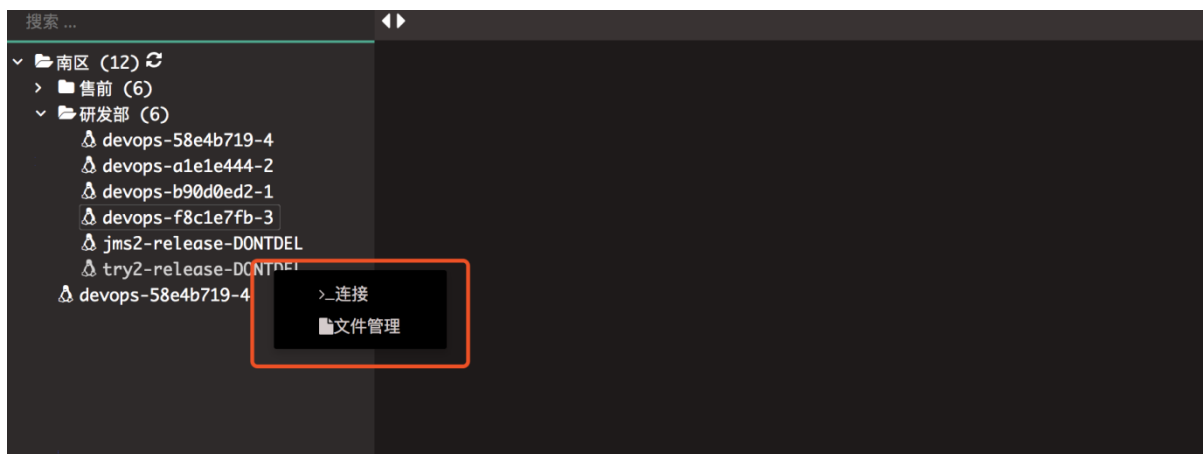 搜索 ...
南区 (12)
售前 (6)
研发部 (6)
devops-58e4b719-4
devops-a1e1e444-2
devops-b90d0ed2-1
devops-f8c1e7fb-3
jms2-release-DONTDEL
try2-release-DONTDEL
devops-58e4b719-4
>_连接
文件管理